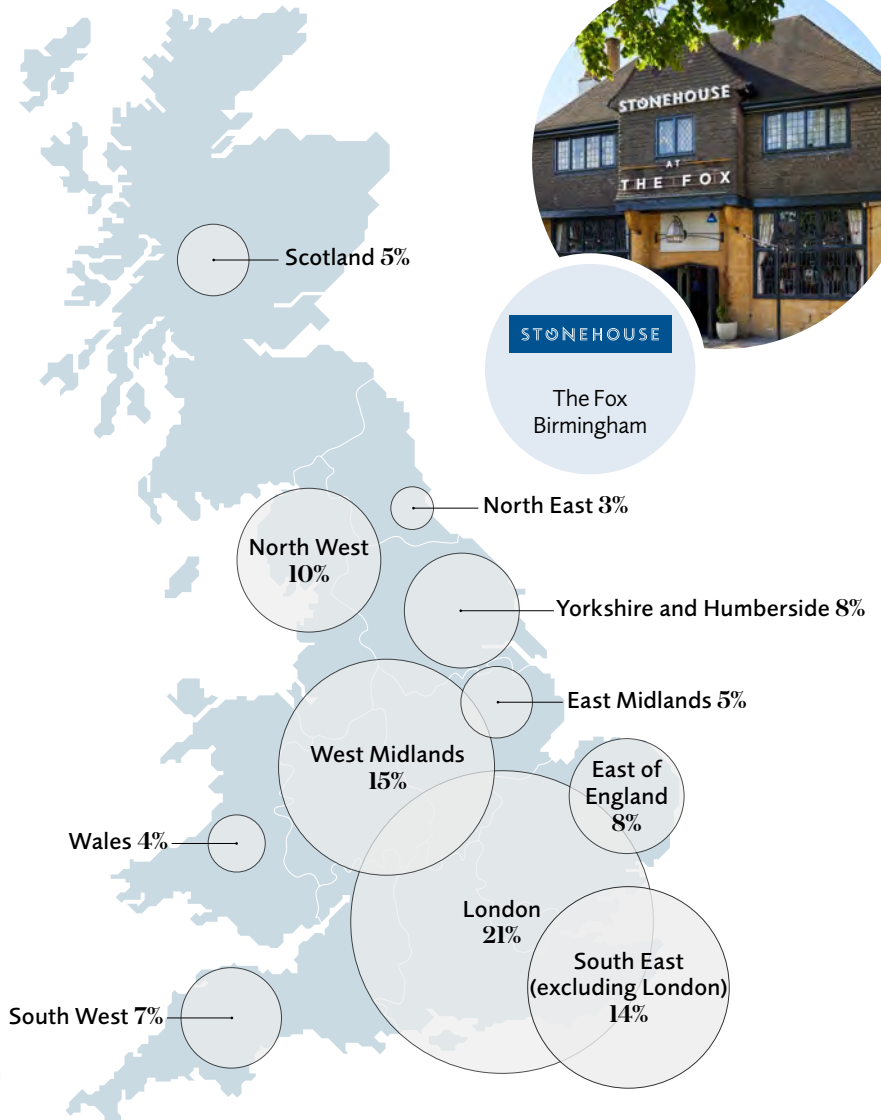 STONEHOUSE
AT
THE FOX
Scotland 5%
STONEHOUSE
The Fox
Birmingham
North East 3%
North West
10%
Yorkshire and Humberside 8%
East Midlands 5%
West Midlands
15%
East of
England
8%
Wales 4%
London
21%
South East
(excluding London)
14%
South West 7%